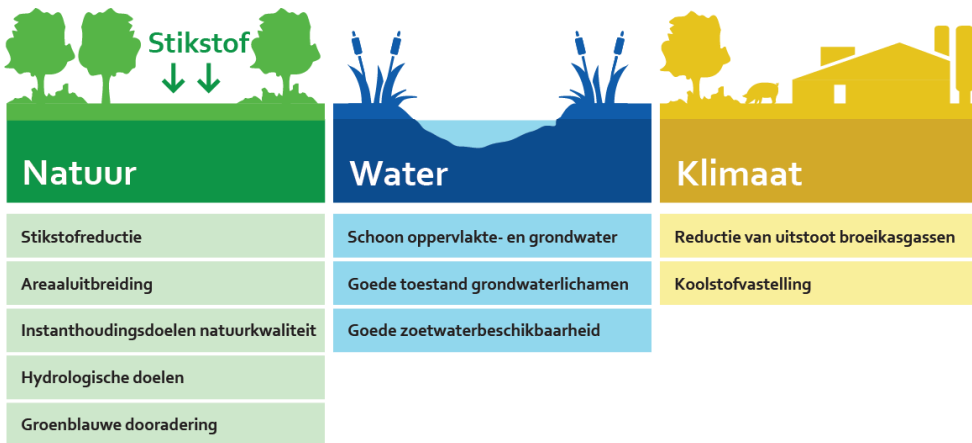 Stikstof
Natuur
Stikstofreductie
Areaaluitbreiding
Instanthoudingsdoelen natuurkwaliteit
Hydrologische doelen
Groenblauwe dooradering
Water
Schoon oppervlakte- en grondwater
Goede toestand grondwaterlichamen
Goede zoetwaterbeschikbaarheid
Klimaat
Reductie van uitstoot broeikasgassen
Koolstofvastelling